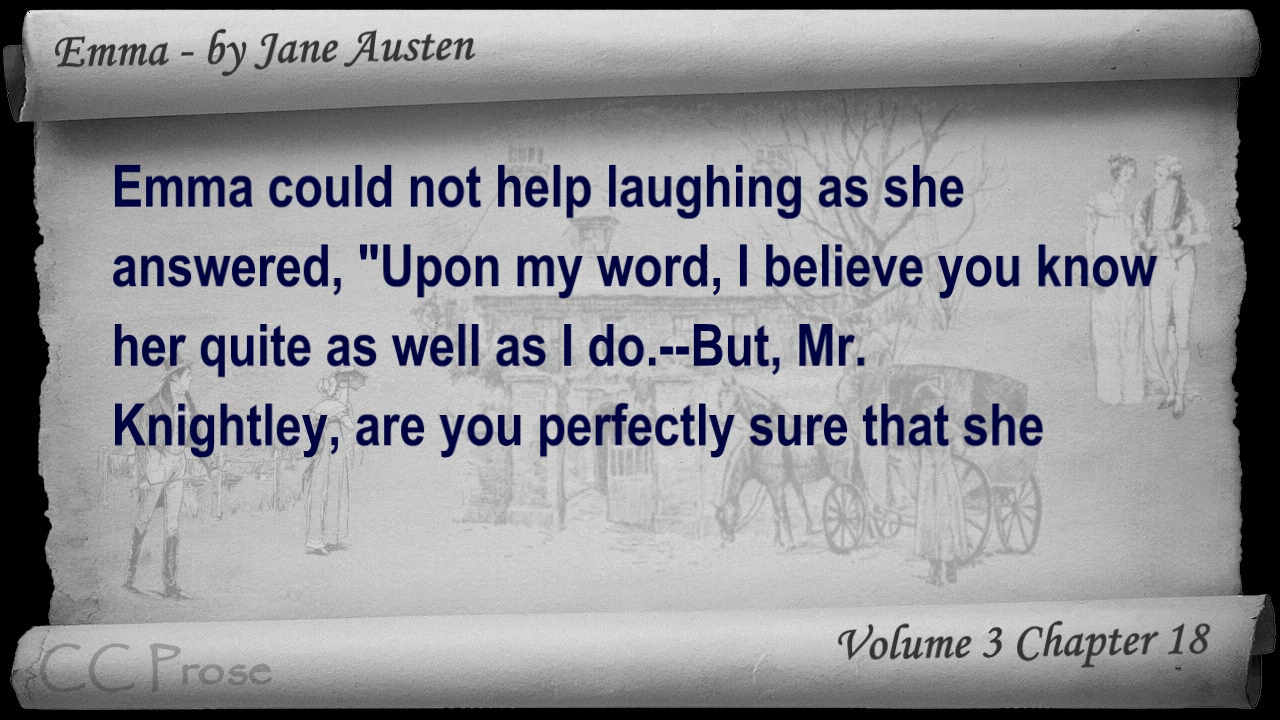 Emma - by Jane Austen
Emma could not help laughing as she
answered, "Upon my word, I believe you know
her quite as well as I do.--But, Mr.
Knightley, are you perfectly sure that she
Volume 3 Chapter 18
CC Prose